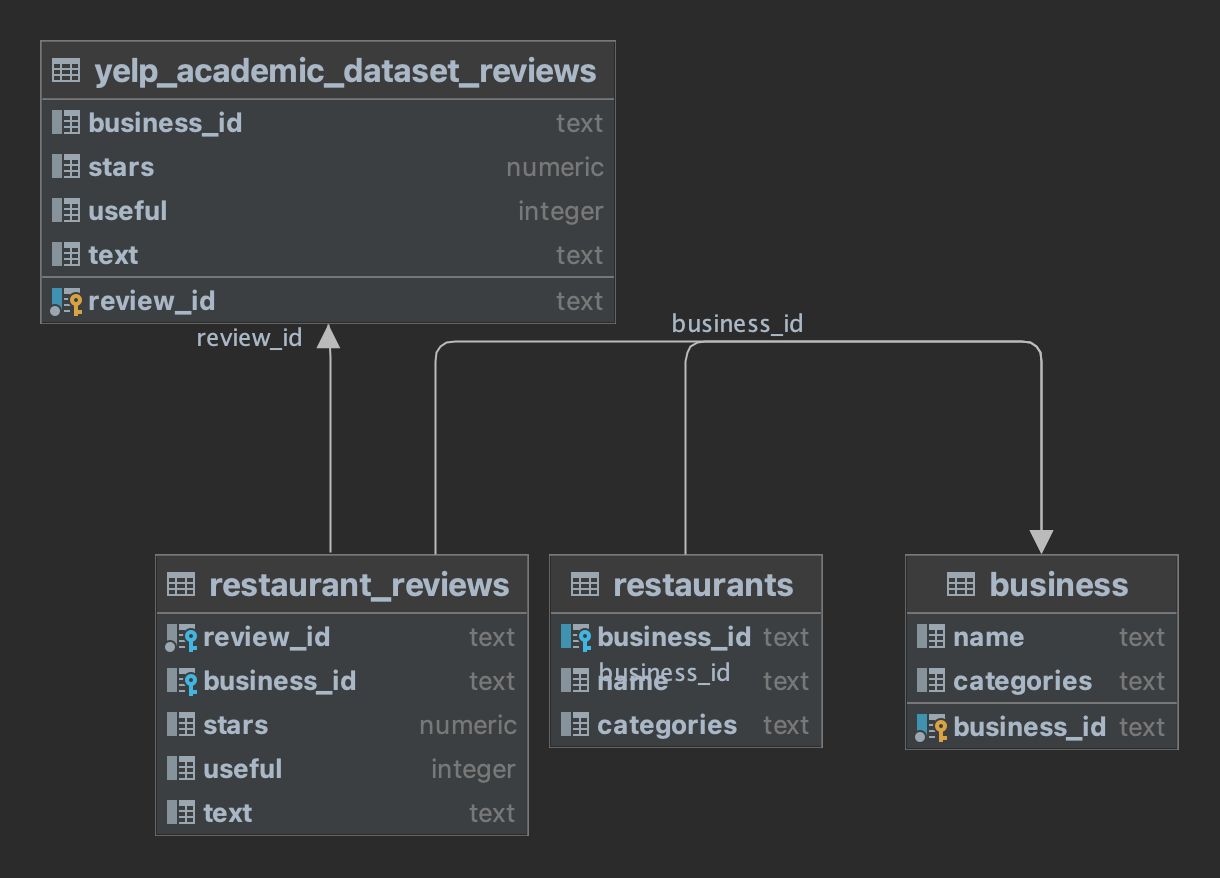 yelp_academic_dataset_reviews
business_id text
stars numeric
useful integer
text text
review_id text
review_id
business_id
restaurant_reviews
review_id text
business_id text
stars numeric
useful integer
text text
restaurants
business_id text
business_id
name text
categories text
business
name text
categories text
business_id text